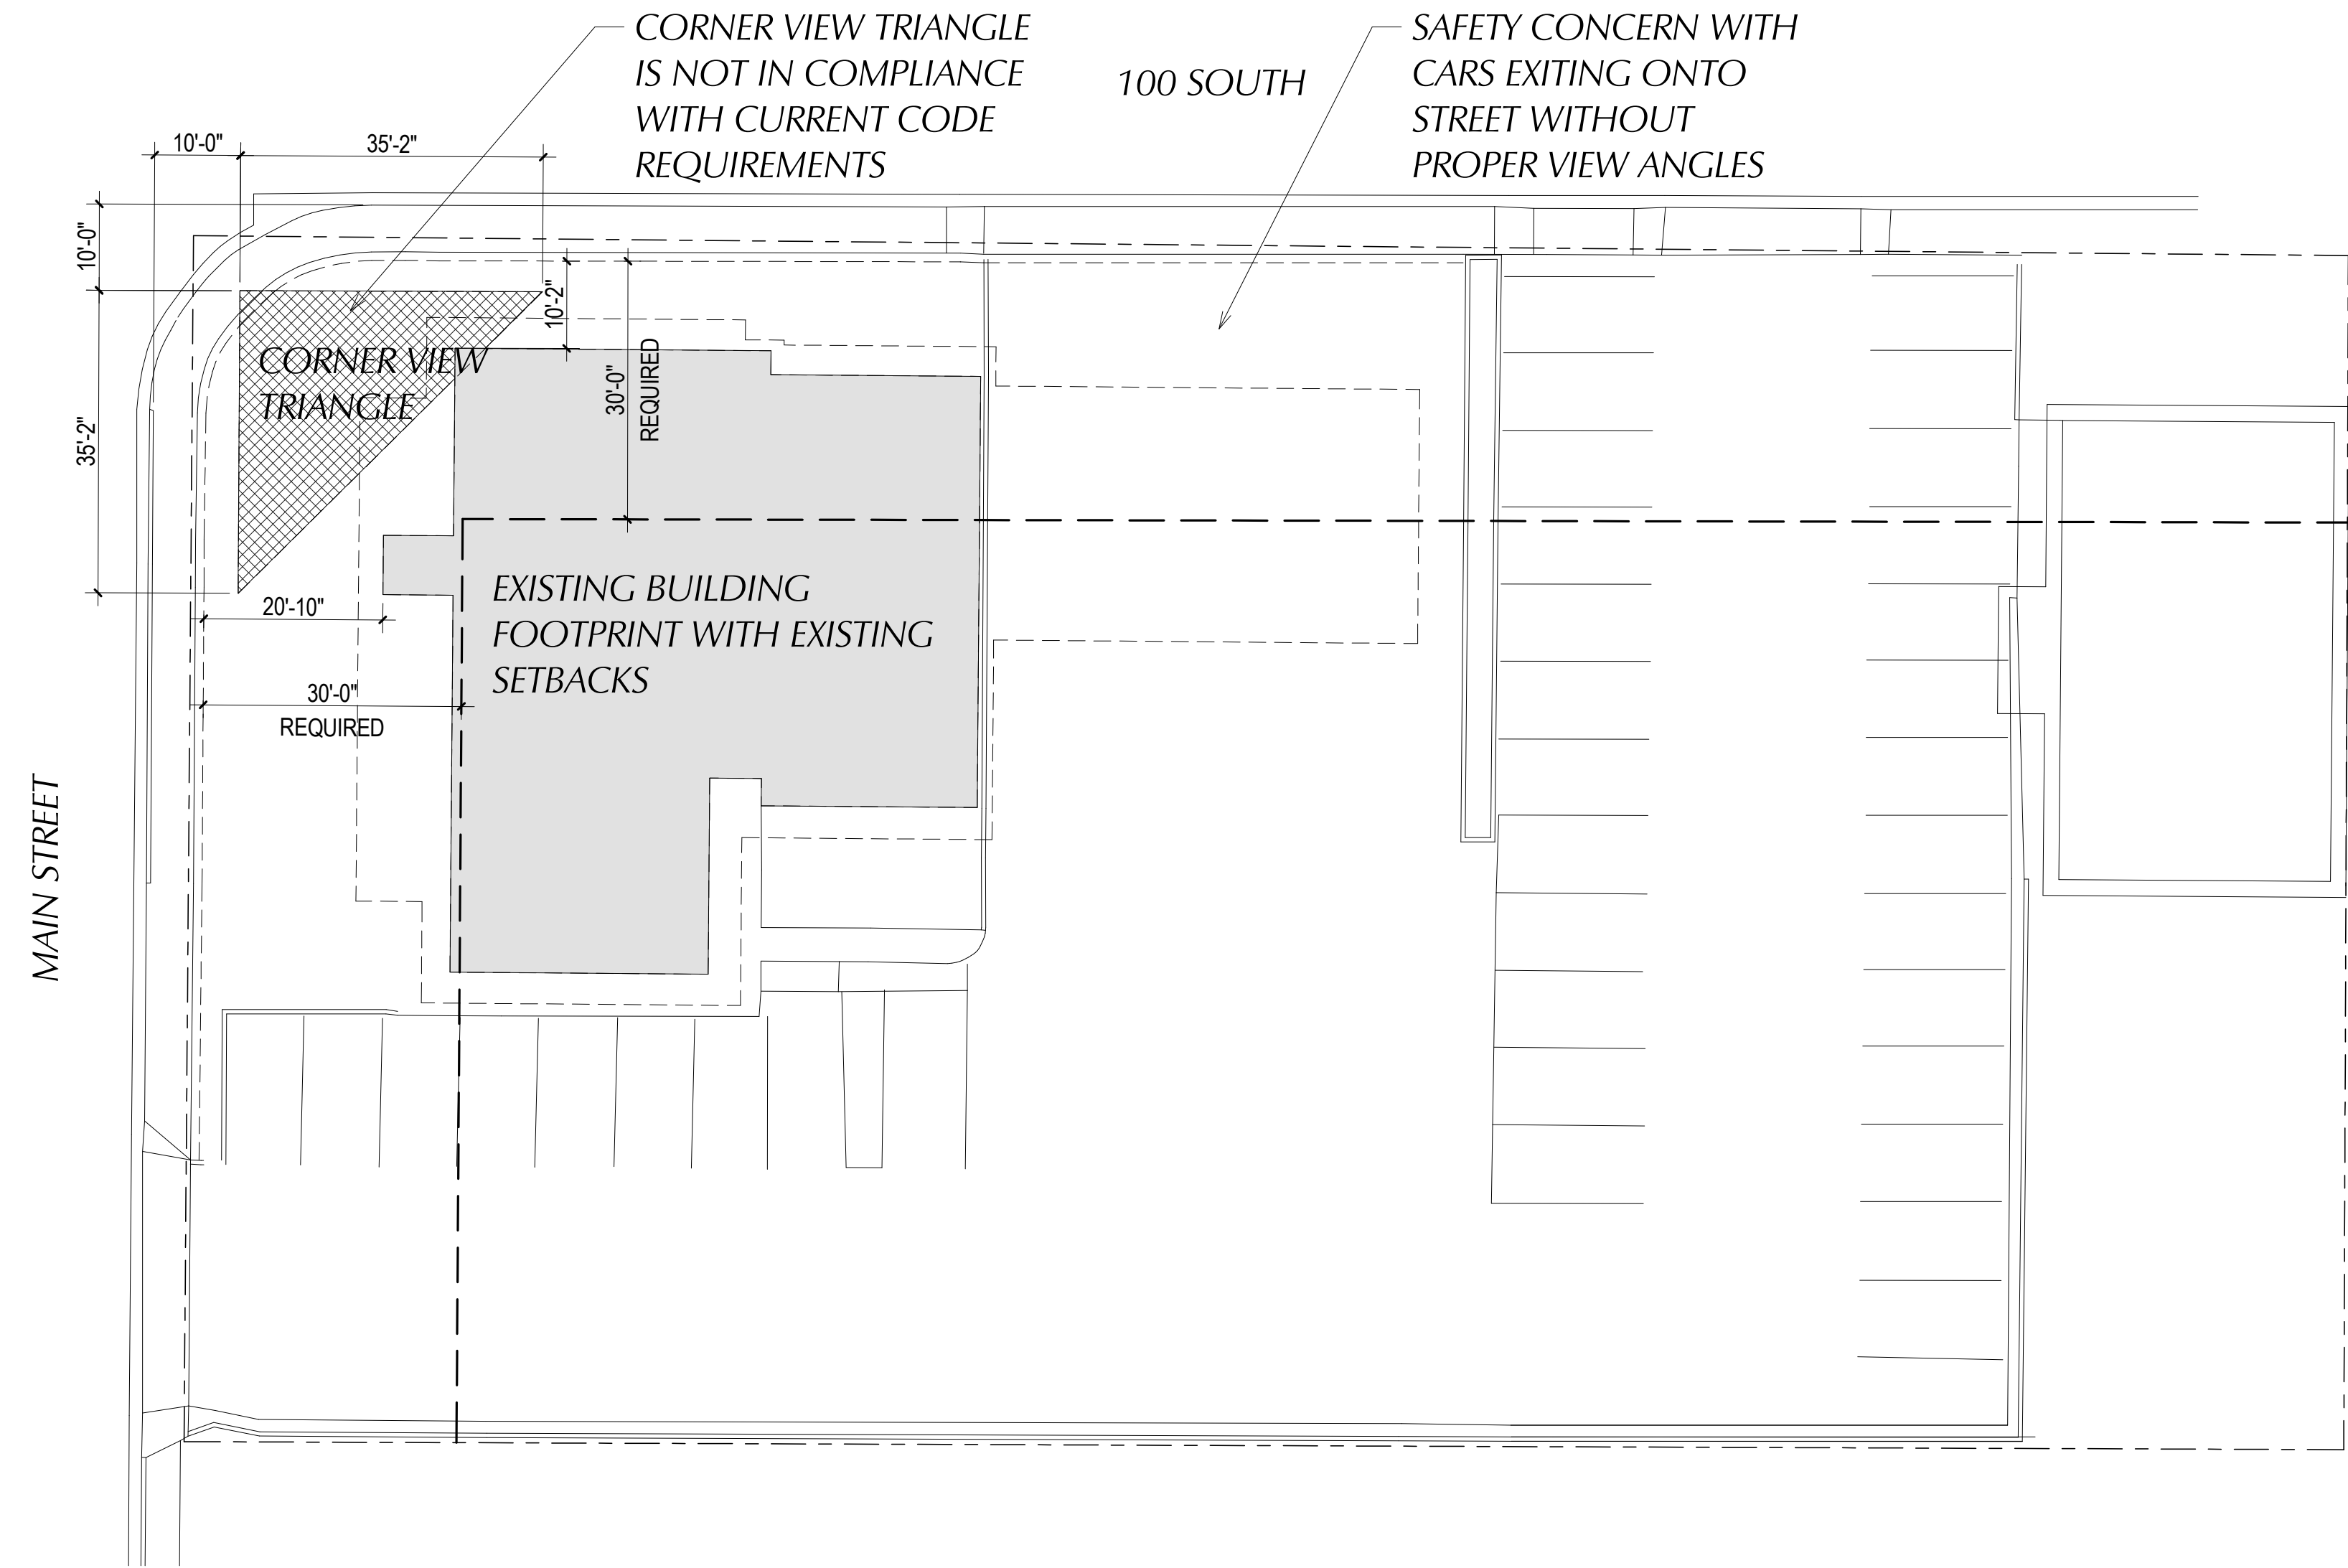 CORNER VIEW TRIANGLE
IS NOT IN COMPLIANCE
WITH CURRENT CODE
REQUIREMENTS
100 SOUTH
SAFETY CONCERN WITH
CARS EXITING ONTO
STREET WITHOUT
PROPER VIEW ANGLES
10'-0"
35'-2"
10'-0"
35'-2"
CORNER VIEW
TRIANGLE
10'-2"
30'-0"
REQUIRED
20'-10"
30'-0"
REQUIRED
EXISTING BUILDING
FOOTPRINT WITH EXISTING
SETBACKS
MAIN STREET